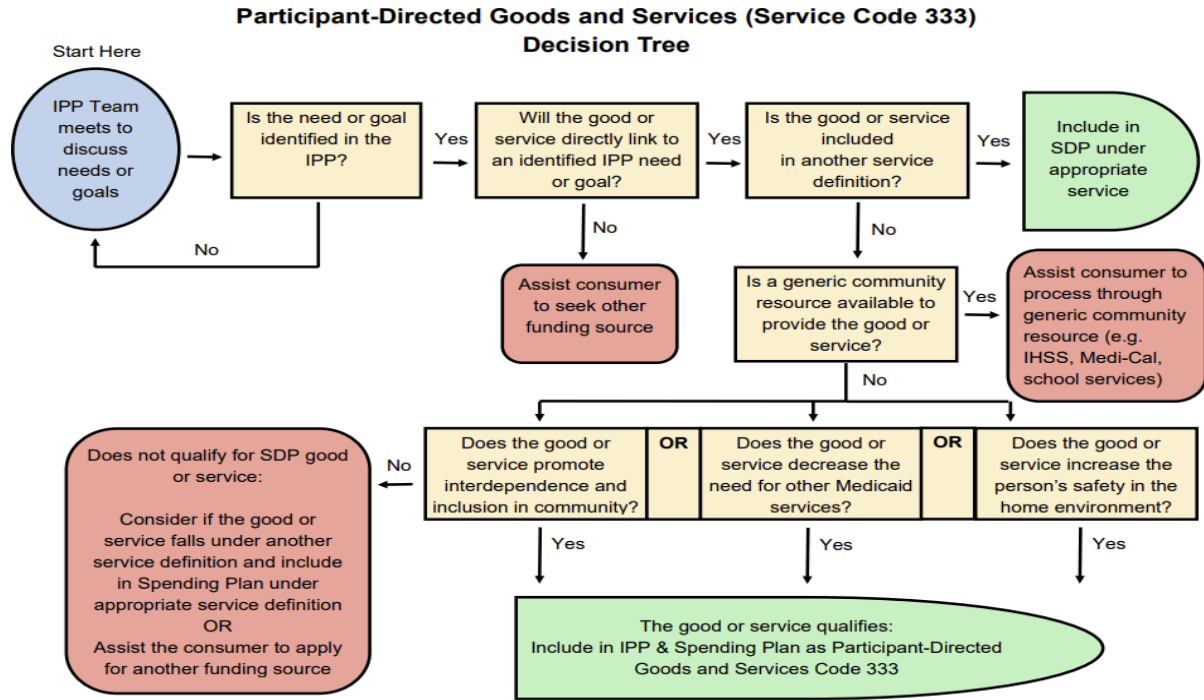 Participant-Directed Goods and Services (Service Code 333)
Decision Tree
Start Here
IPP Team
meets to
discuss
needs or
goals
Is the need or goal
identified in the
IPP?
Yes
No
Will the good or
service directly link to
an identified IPP need
or goal?
Yes
No
Is the good or service
included
in another service
definition?
Yes
No
Include in
SDP under
appropriate
service
Assist consumer
to seek other
funding source
Is a generic community
resource available to
provide the good or
service?
Yes
No
Assist consumer to
process through
generic community
resource (e.g.
IHSS, Medi-Cal,
school services)
Does the good or
service promote
interdependence and
inclusion in community?
OR
Does the good or
service decrease the
need for other Medicaid
services?
OR
Does the good or
service increase the
person's safety in the
home environment?
No
Yes
Yes
Yes
Does not qualify for SDP good
or service:
Consider if the good or
service falls under another
service definition and include
in Spending Plan under
appropriate service definition
OR
Assist the consumer to apply
for another funding source
The good or service qualifies:
Include in IPP & Spending Plan as Participant-Directed
Goods and Services Code 333